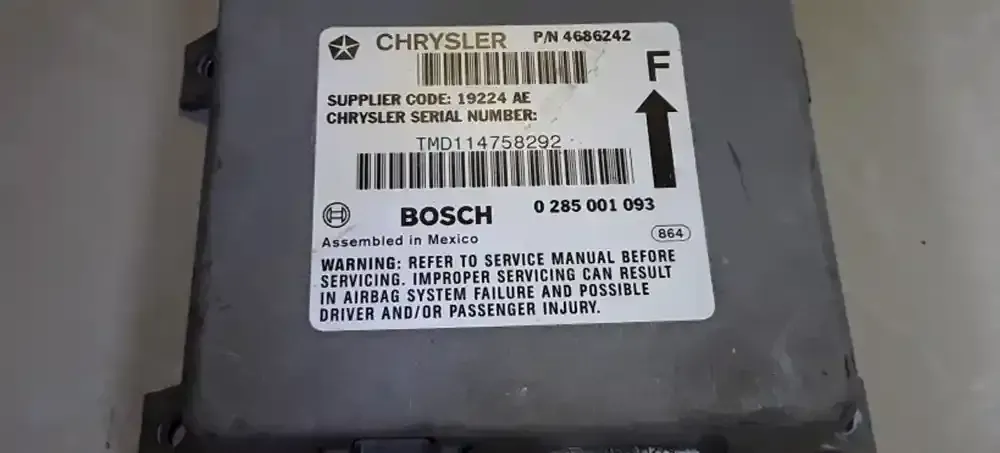 CHRYSLER P/N 4686242
F
SUPPLIER CODE: 19224 AE
CHRYSLER SERIAL NUMBER:
TMD114758292
BOSCH 0 285 001 093
Assembled in Mexico 864
WARNING: REFER TO SERVICE MANUAL BEFORE
SERVICING. IMPROPER SERVICING CAN RESULT
IN AIRBAG SYSTEM FAILURE AND POSSIBLE
DRIVER AND/OR PASSENGER INJURY.